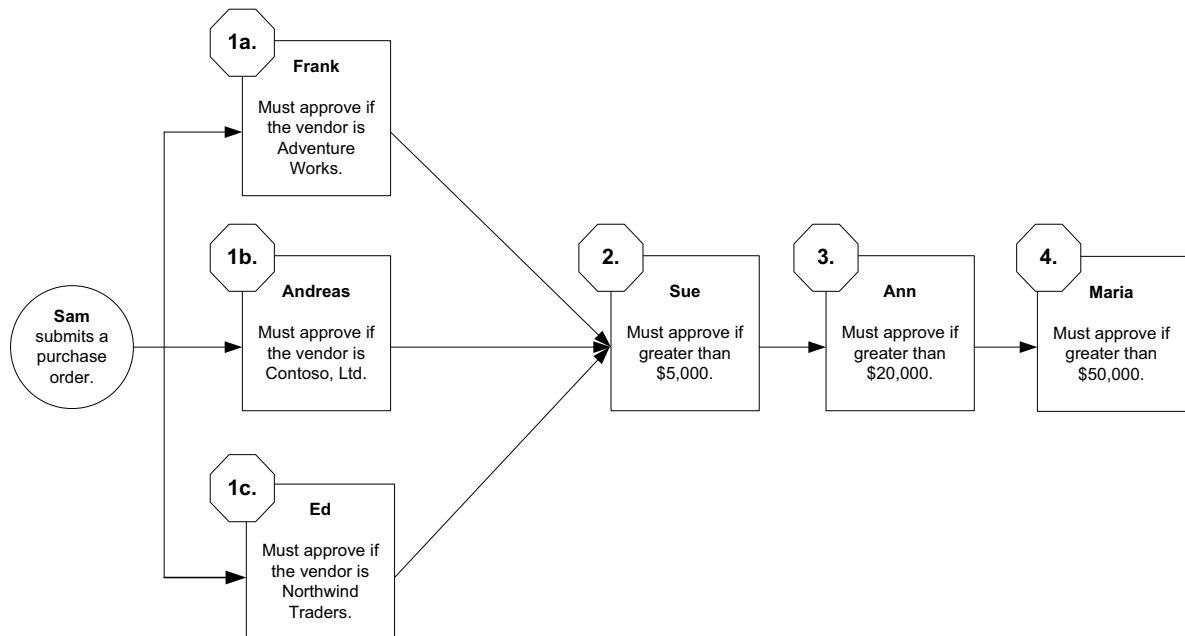 1a.
Frank
Must approve if
the vendor is
Adventure
Works.
1b.
Andreas
Must approve if
the vendor is
Contoso, Ltd.
1c.
Ed
Must approve if
the vendor is
Northwind
Traders.
Sam
submits a
purchase
order.
2.
Sue
Must approve if
greater than
$5,000.
3.
Ann
Must approve if
greater than
$20,000.
4.
Maria
Must approve if
greater than
$50,000.